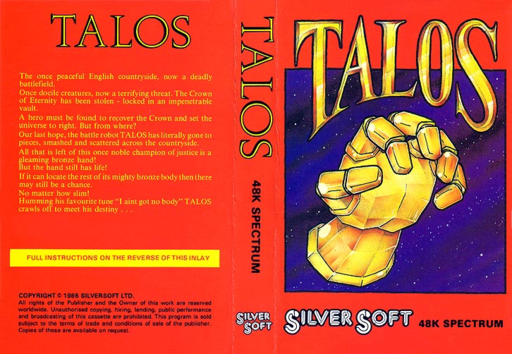 TALOS
The once peaceful English countryside, now a deadly
battlefield.
Once docile creatures, now a terrifying threat. The Crown
of Eternity has been stolen - locked in an impenetrable
vault.
A hero must be found to recover the Crown and set the
universe to right. But from where?
Our last hope, the battle robot TALOS has literally gone to
pieces, smashed and scattered across the countryside.
All that is left of this once noble champion of justice is a
gleaming bronze hand!
But the hand still has life!
If it can locate the rest of its mighty bronze body then there
may still be a chance.
No matter how slim!
Humming his favourite tune "I aint got no body" TALOS
crawls off to meet his destiny . . .
FULL INSTRUCTIONS ON THE REVERSE OF THIS INLAY
COPYRIGHT © 1985 SILVERSOFT LTD.
All rights of the Publisher and the Owner of this work are reserved
worldwide. Unauthorised copying, hiring, lending, public performance
and broadcasting of this cassette are prohibited. This program is sold
subject to the terms of trade and conditions of sale of the publisher.
Copies of these are available on request.
TALOS
48K SPECTRUM
SILVER
SOFT
TALOS
SILVER SOFT
48K SPECTRUM